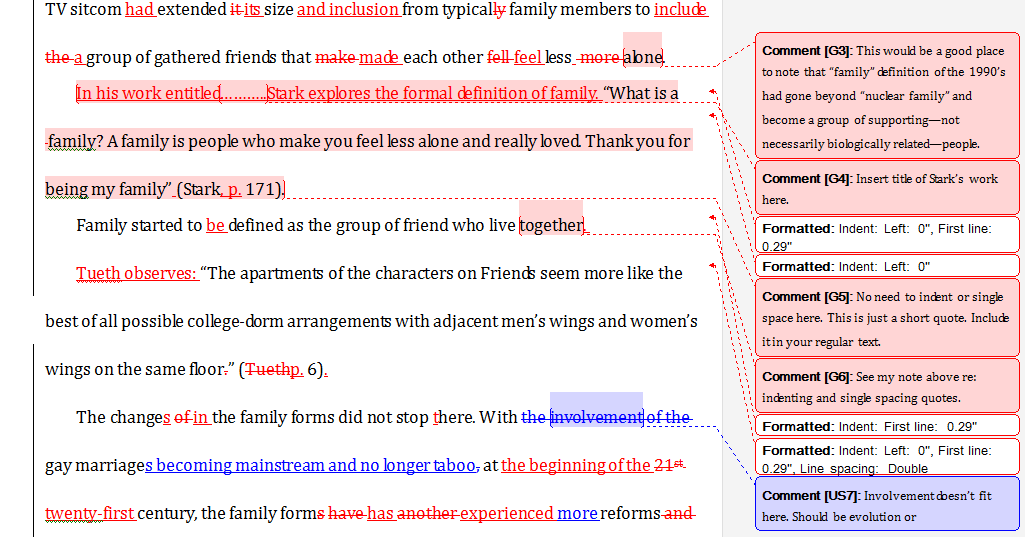 TV sitcom had extended it its size and inclusion from typically family members to include
the a group of gathered friends that make made each other fell feel less more alone.
In his work entitled………..Stark explores the formal definition of family. “What is a
family? A family is people who make you feel less alone and really loved. Thank you for
being my family” (Stark, p. 171).
Family started to be defined as the group of friend who live together.
Tueth observes: “The apartments of the characters on Friends seem more like the
best of all possible college-dorm arrangements with adjacent men’s wings and women’s
wings on the same floor.” (Tuethp. 6).
The changes of in the family forms did not stop there. With the involvement of the
gay marriages becoming mainstream and no longer taboo, at the beginning of the 21st
twenty-first century, the family forms have has another experienced more reforms and
Comment [G3]: This would be a good place
to note that “family” definition of the 1990’s
had gone beyond “nuclear family” and
become a group of supporting—not
necessarily biologically related—people.
Comment [G4]: Insert title of Stark’s work
here.
Formatted: Indent: Left: 0", First line:
0.29"
Formatted: Indent: Left: 0"
Comment [G5]: No need to indent or single
space here. This is just a short quote. Include
it in your regular text.
Comment [G6]: See my note above re:
indenting and single spacing quotes.
Formatted: Indent: First line: 0.29"
Formatted: Indent: Left: 0", First line:
0.29", Line spacing: Double
Comment [US7]: Involvement doesn’t fit
here. Should be evolution or